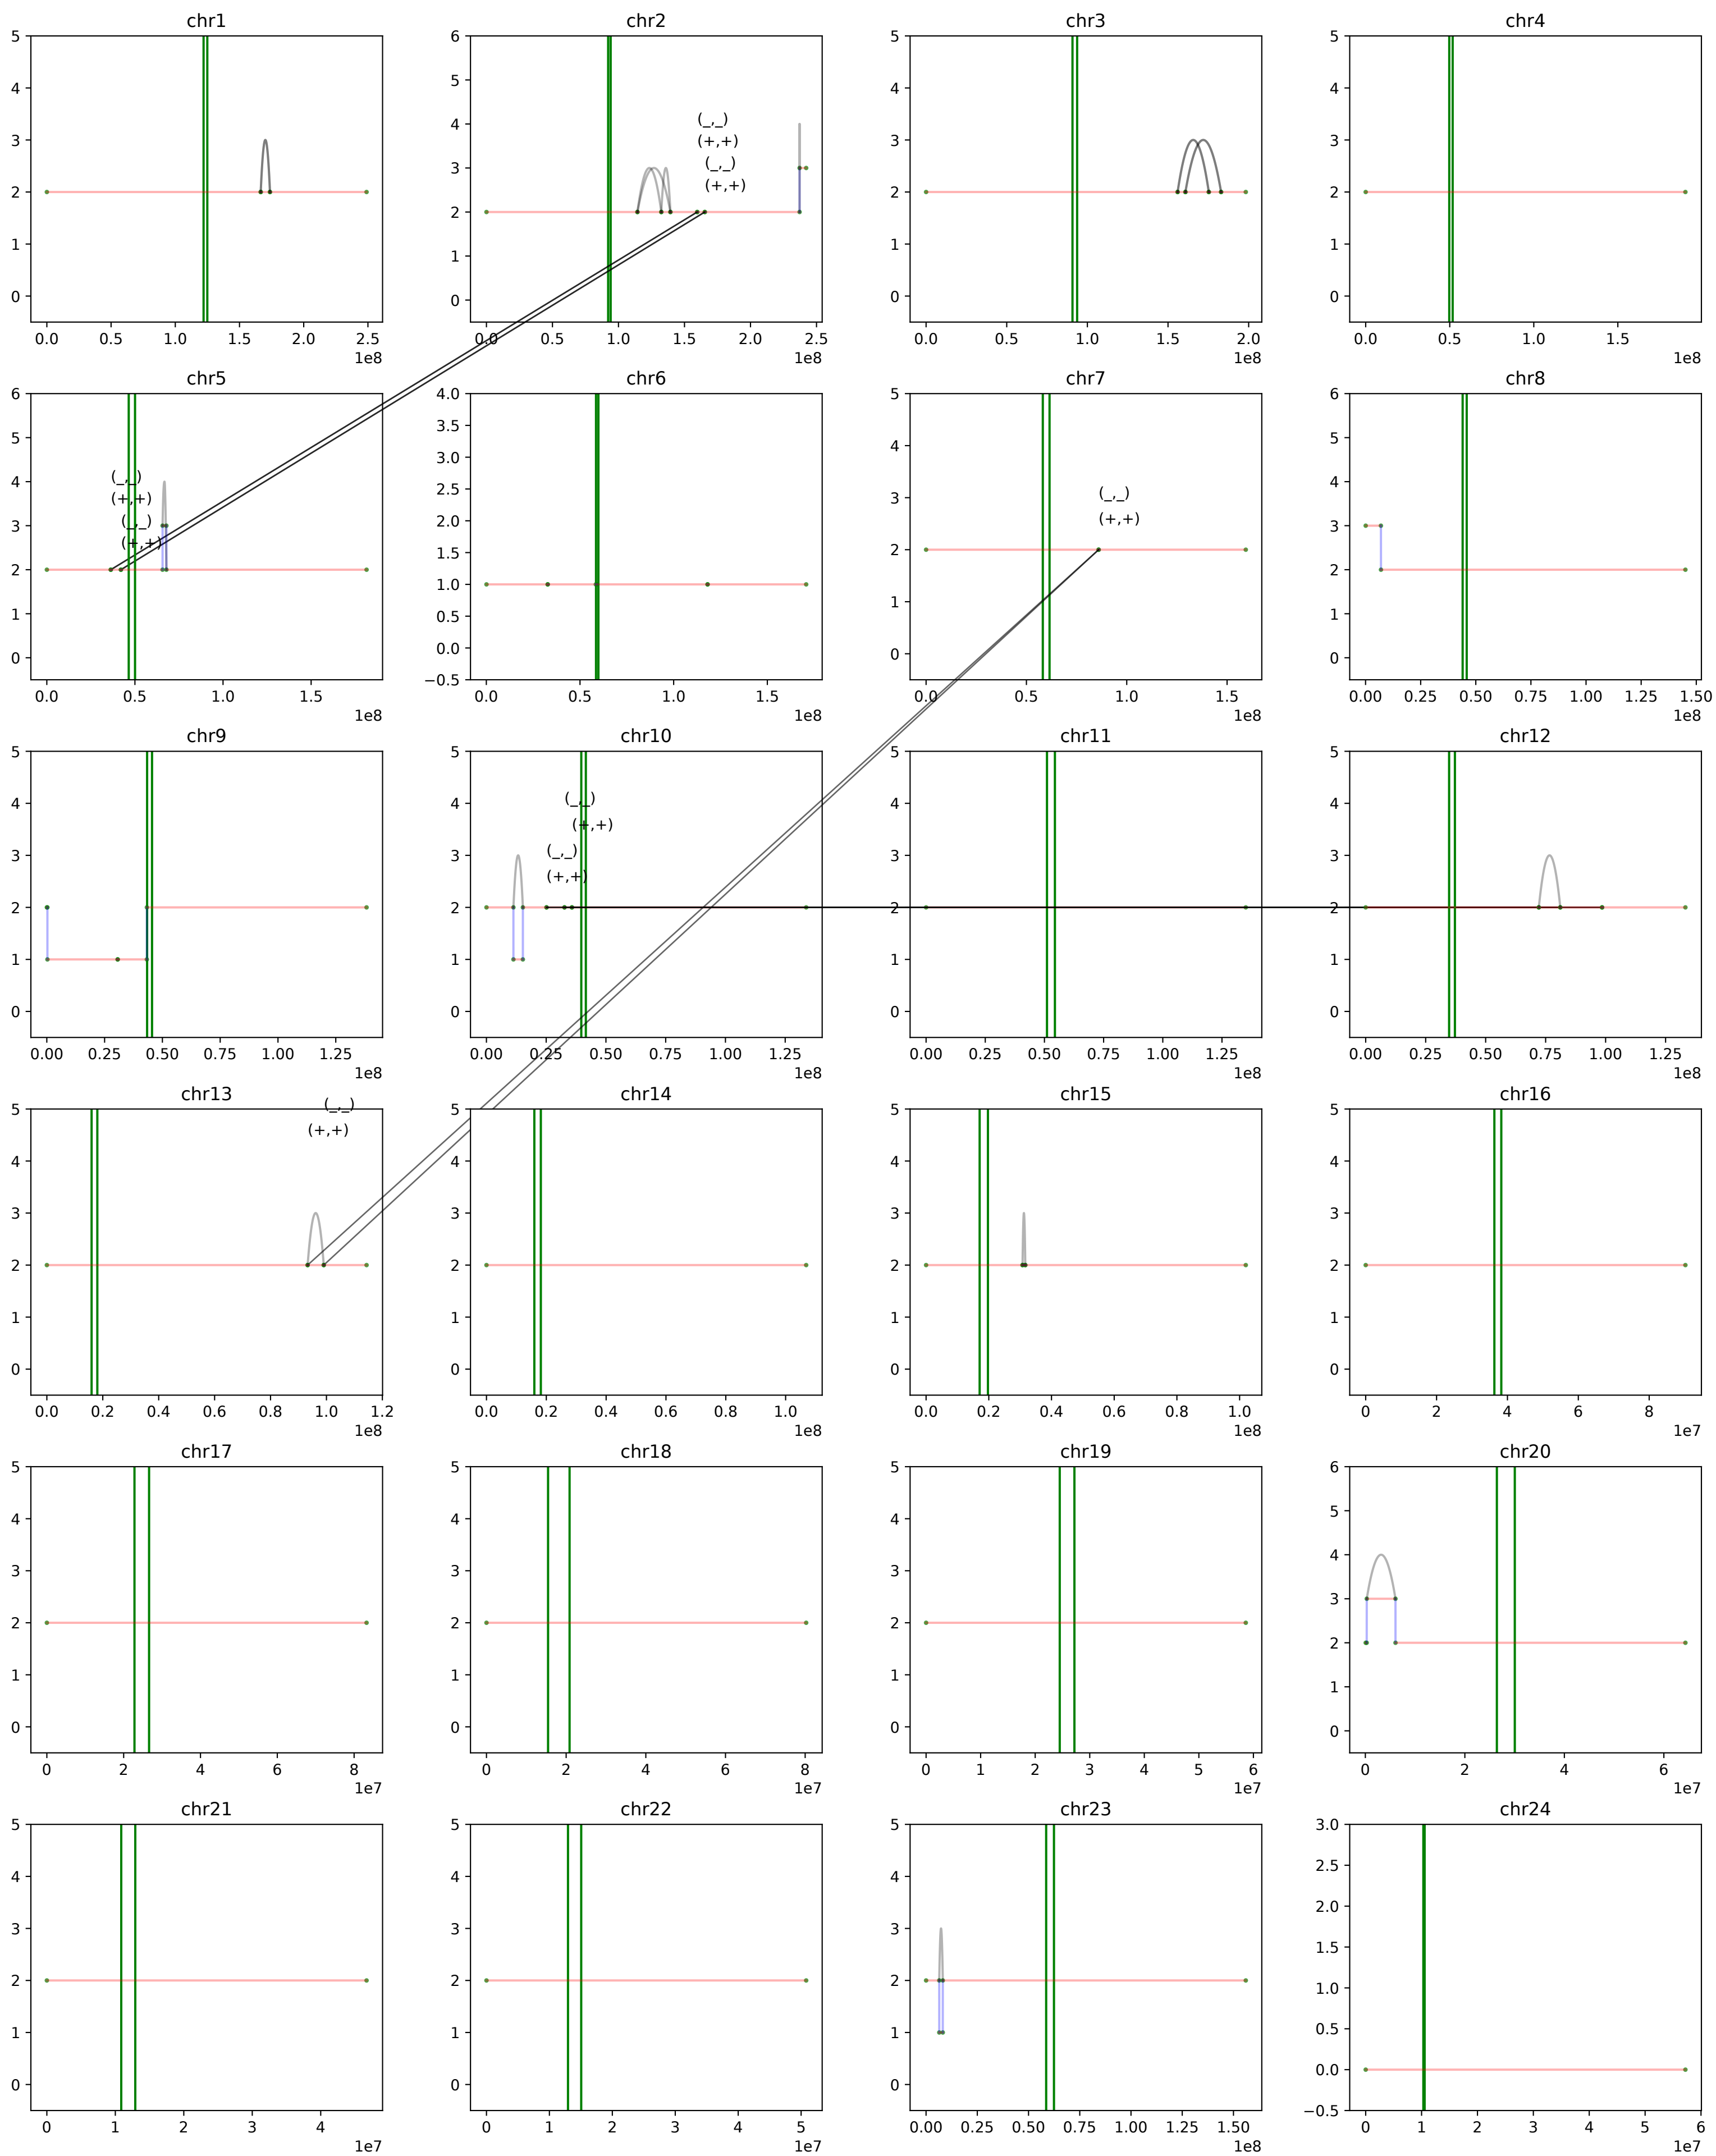 chr1 chr2 chr3 chr4
5 6 5 5
4 5 4 4
3 4 3 3
2 3 2 2
1 2 1 1
0 1 0 0
0
(_,_)
(+,+)
(_,_)
(+,+)
0.0 0.5 1.0 1.5 2.0 2.5 0.0 0.5 1.0 1.5 2.0 2.5 0.0 0.5 1.0 1.5 2.0 0.0 0.5 1.0 1.5
1e8 1e8 1e8 1e8
chr5 chr6 chr7 chr8
6 4.0 5 6
5 3.5 4 5
4 3.0 3 4
3 2.5 2 3
2 2.0 1 2
1 1.5 0 1
0 1.0 0
0.5
0.0
−0.5
(_,_)
(+,+)
(_,_)
(+,+)
(_,_)
(+,+)
0.0 0.5 1.0 1.5 0.0 0.5 1.0 1.5 0.0 0.5 1.0 1.5 0.00 0.25 0.50 0.75 1.00 1.25 1.50
1e8 1e8 1e8 1e8
chr9 chr10 chr11 chr12
5 5 5 5
4 4 4 4
3 3 3 3
2 2 2 2
1 1 1 1
0 0 0 0
(_,_)
(+,+)
(_,_)
(+,+)
0.00 0.25 0.50 0.75 1.00 1.25 0.00 0.25 0.50 0.75 1.00 1.25 0.00 0.25 0.50 0.75 1.00 1.25 0.00 0.25 0.50 0.75 1.00 1.25
1e8 1e8 1e8 1e8
chr13 chr14 chr15 chr16
(_,_)
(+,+)
5 5 5 5
4 4 4 4
3 3 3 3
2 2 2 2
1 1 1 1
0 0 0 0
0.0 0.2 0.4 0.6 0.8 1.0 1.2 0.0 0.2 0.4 0.6 0.8 1.0 0.0 0.2 0.4 0.6 0.8 1.0 0 2 4 6 8
1e8 1e8 1e8 1e7
chr17 chr18 chr19 chr20
5 5 5 6
4 4 4 5
3 3 3 4
2 2 2 3
1 1 1 2
0 0 0 1
0
0 2 4 6 8 0 2 4 6 8 0 1 2 3 4 5 6 0 2 4 6
1e7 1e7 1e7 1e7
chr21 chr22 chr23 chr24
5 5 5 3.0
4 4 4 2.5
3 3 3 2.0
2 2 2 1.5
1 1 1 1.0
0 0 0 0.5
0.0
−0.5
0 1 2 3 4 0 1 2 3 4 5 0.00 0.25 0.50 0.75 1.00 1.25 1.50 0 1 2 3 4 5 6
1e7 1e7 1e8 1e7